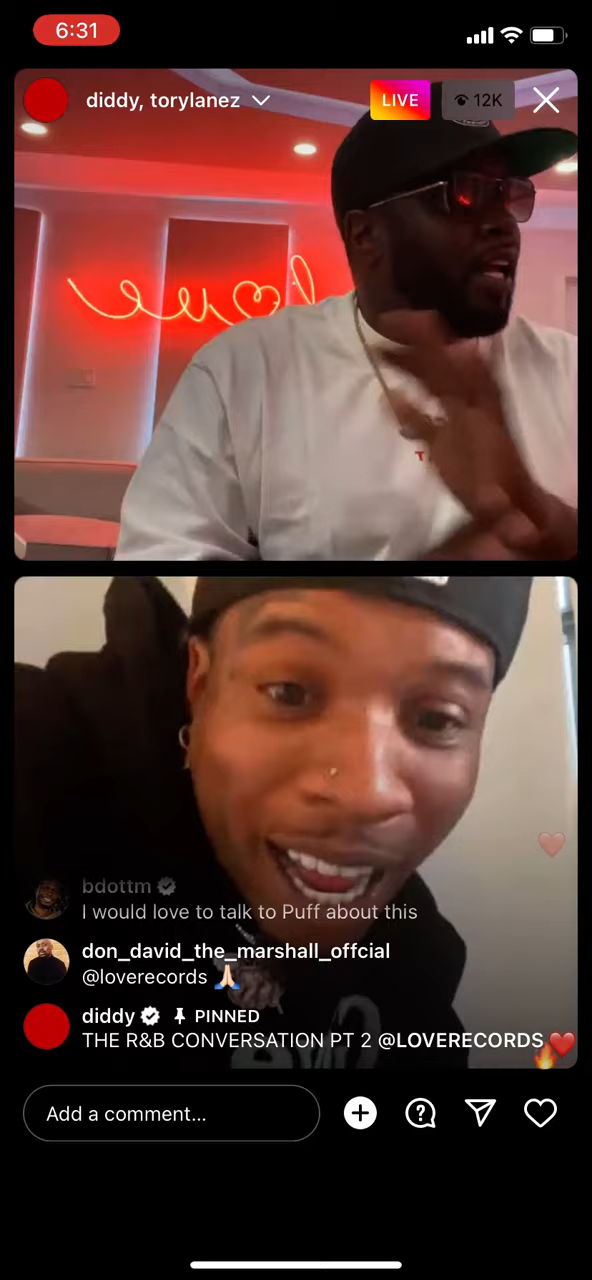 6:31
diddy, torylanez
LIVE
12K
love
T
bdottm
I would love to talk to Puff about this
don_david_the_marshall_offcial
@loverecords 🙏🏻
diddy PINNED
THE R&B CONVERSATION PT 2 @LOVERECORDS❤️
🔥
Add a comment...